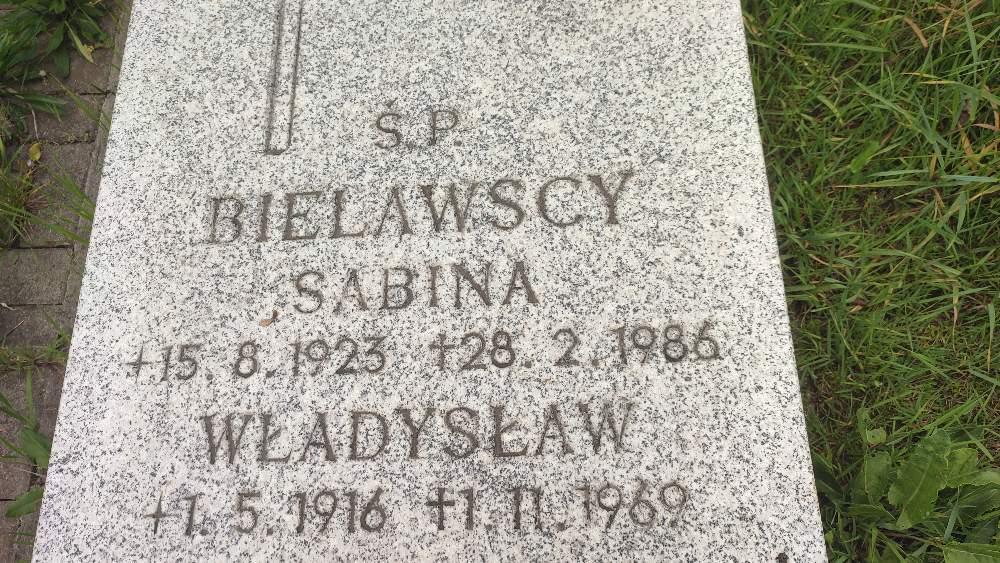 Ś.P.
BIELAWSCY
SABINA
+15.8.1923 +28.2.1986
WŁADYSŁAW
+1.5.1916 +1.11.1969